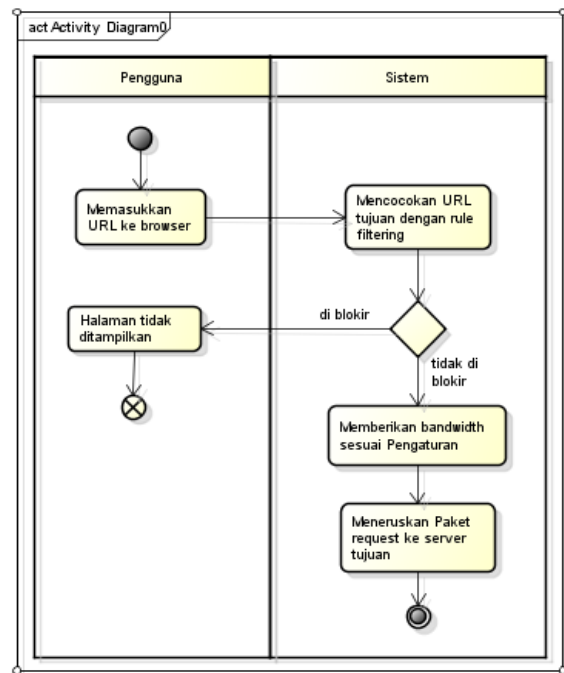 act Activity Diagram0
Pengguna
Sistem
Memasukkan
URL ke browser
Mencocokan URL
tujuan dengan rule
filtering
Halaman tidak
ditampilkan
di blokir
tidak di
blokir
Memberikan bandwidth
sesuai Pengaturan
Meneruskan Paket
request ke server
tujuan